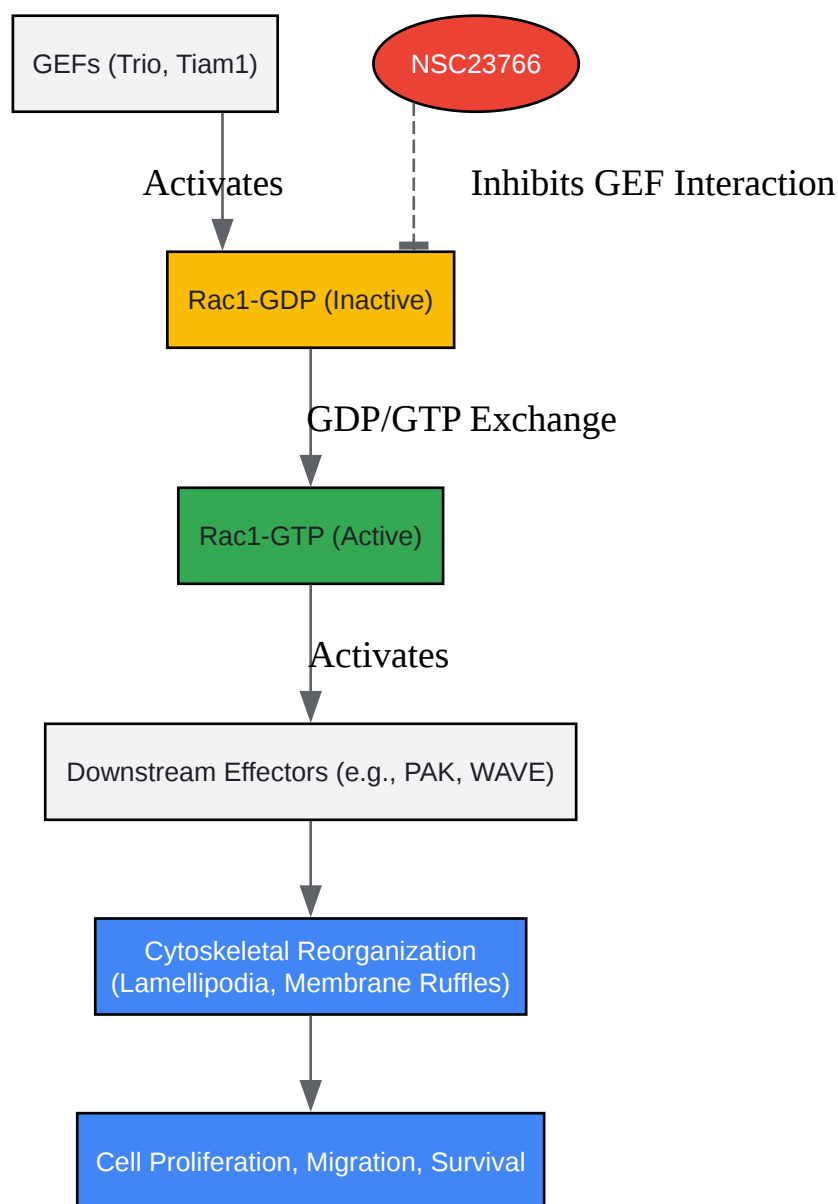 GEFs (Trio, Tiam1)
NSC23766
Activates
Inhibits GEF Interaction
Rac1-GDP (Inactive)
GDP/GTP Exchange
Rac1-GTP (Active)
Activates
Downstream Effectors (e.g., PAK, WAVE)
Cytoskeletal Reorganization
(Lamellipodia, Membrane Ruffles)
Cell Proliferation, Migration, Survival